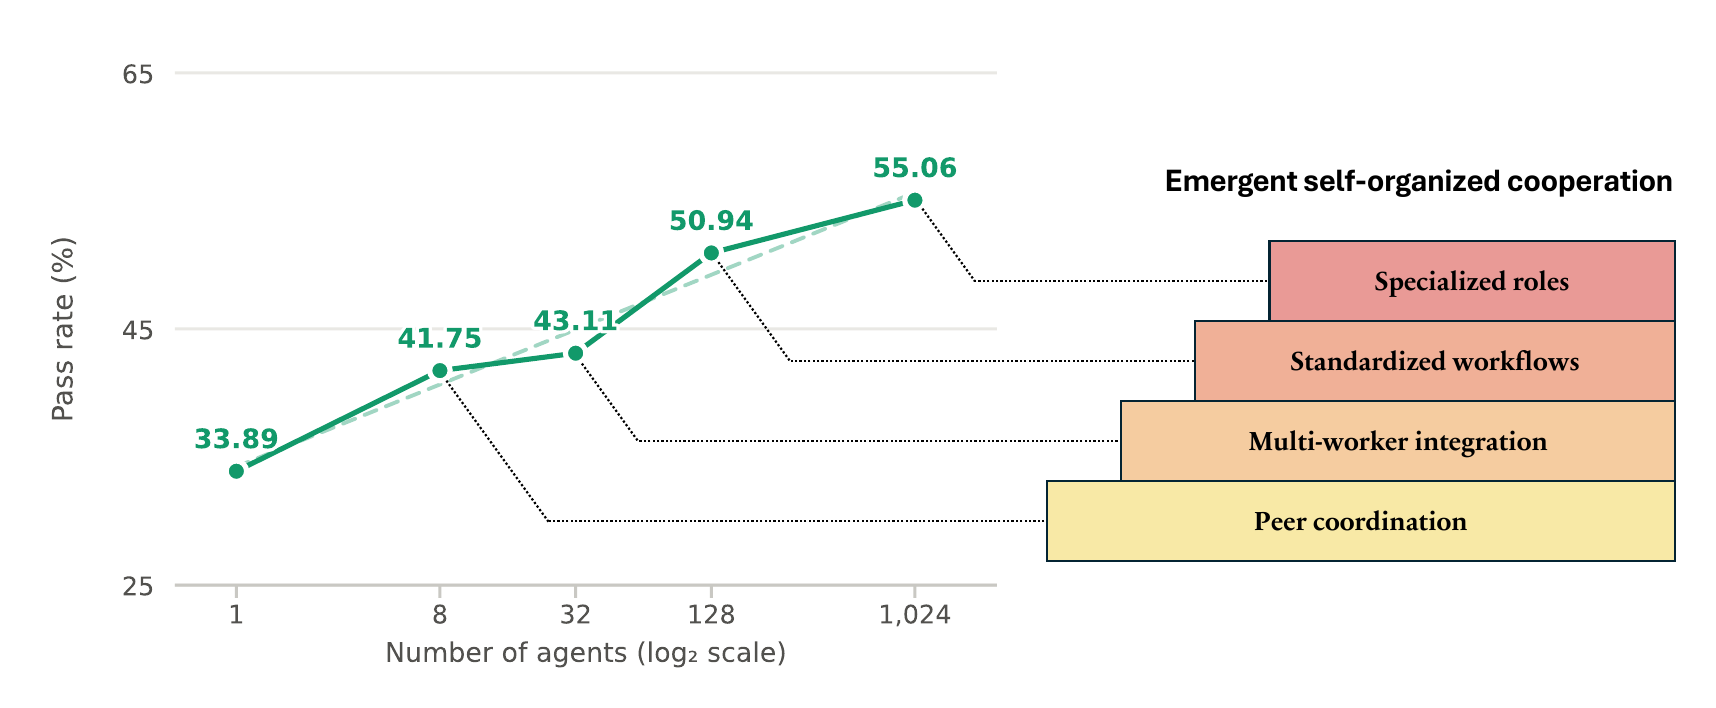 65
45
25
Pass rate (%)
33.89
41.75
43.11
50.94
55.06
1
8
32
128
1,024
Number of agents (log₂ scale)
Emergent self-organized cooperation
Specialized roles
Standardized workflows
Multi-worker integration
Peer coordination